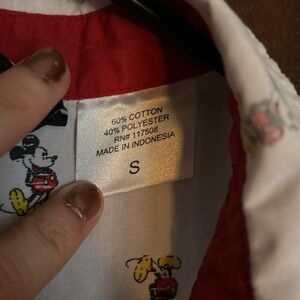 60% COTTON
40% POLYESTER
RN# 117508
MADE IN INDONESIA
S